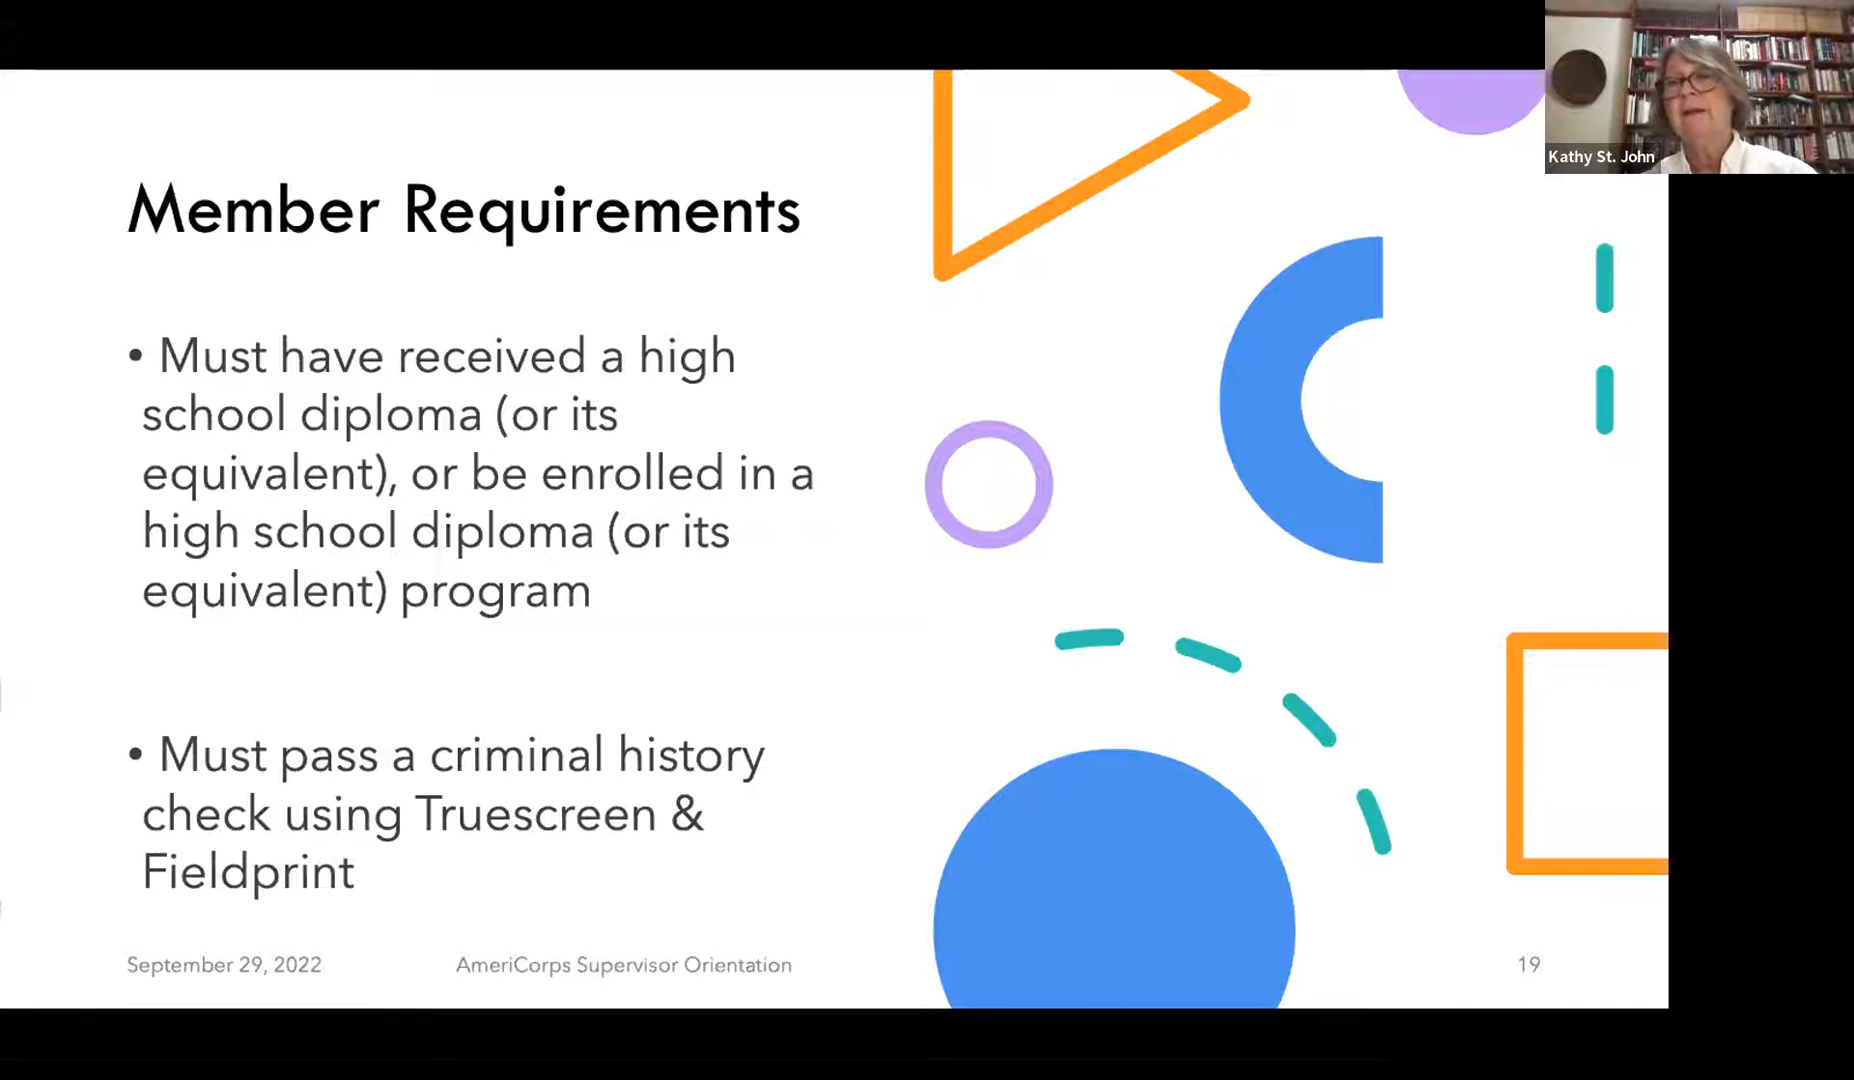 Kathy St. John
Member Requirements
• Must have received a high
school diploma (or its
equivalent), or be enrolled in a
high school diploma (or its
equivalent) program
• Must pass a criminal history
check using Truescreen &
Fieldprint
September 29, 2022
AmeriCorps Supervisor Orientation
19